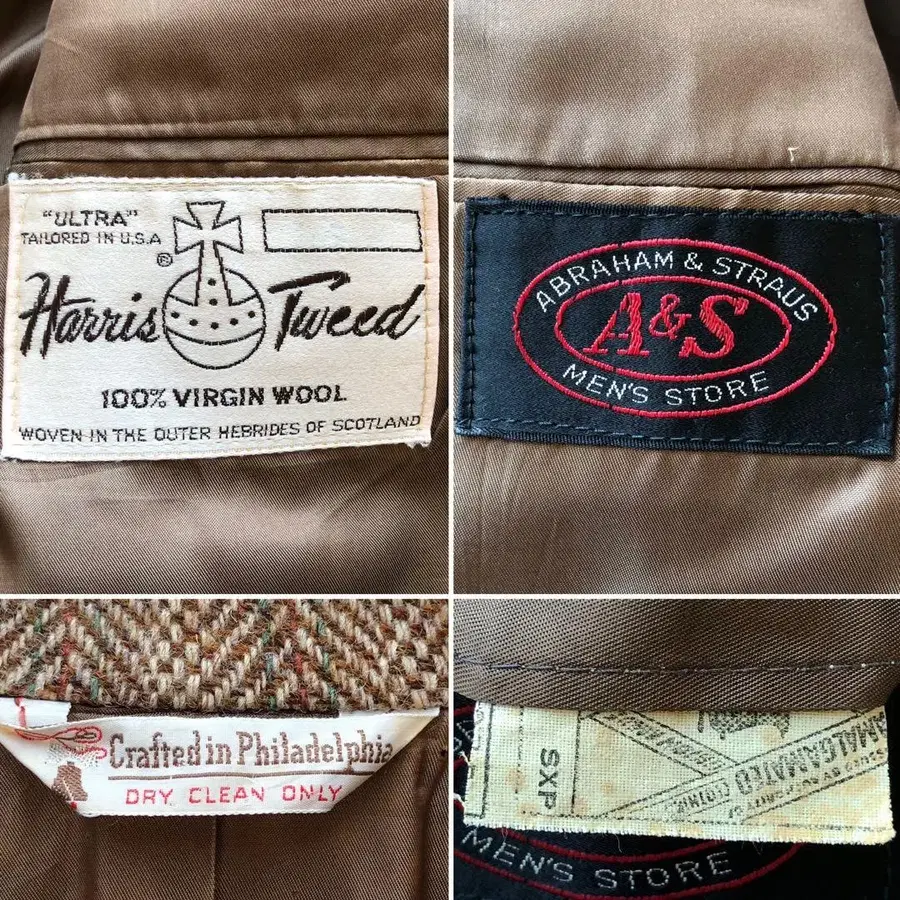 "ULTRA"
TAILORED IN U.S.A
®
Harris Tweed
100% VIRGIN WOOL
WOVEN IN THE OUTER HEBRIDES OF SCOTLAND
ABRAHAM & STRAUS
A&S
MEN'S STORE
Crafted in Philadelphia
DRY CLEAN ONLY
SXP
AMALGAMATED
CLOTHING
MEN'S STORE